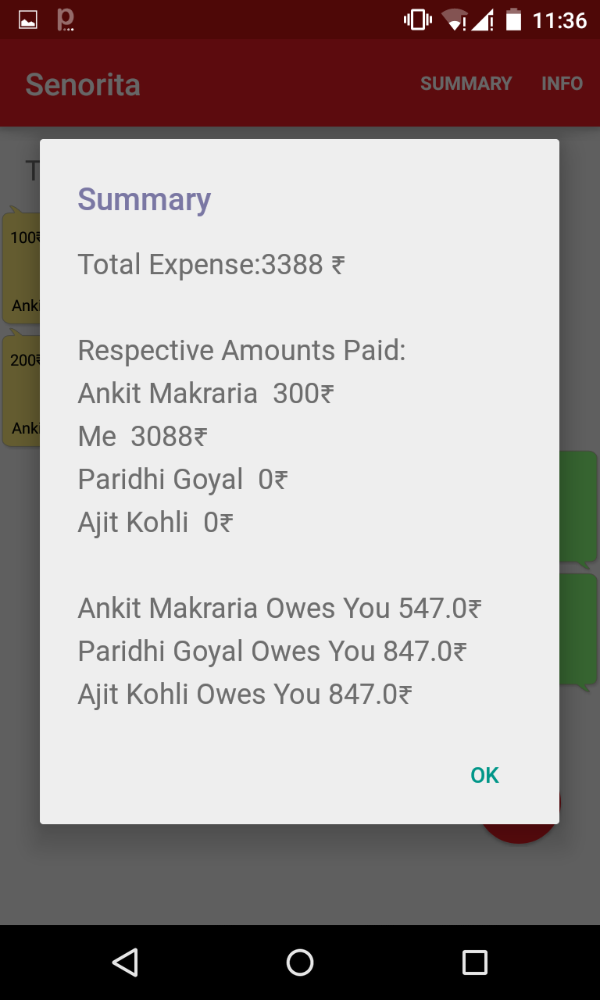 11:36
Senorita SUMMARY INFO
Summary
Total Expense:3388 ₹
Respective Amounts Paid:
Ankit Makraria 300₹
Me 3088₹
Paridhi Goyal 0₹
Ajit Kohli 0₹
Ankit Makraria Owes You 547.0₹
Paridhi Goyal Owes You 847.0₹
Ajit Kohli Owes You 847.0₹
OK
100₹
200₹